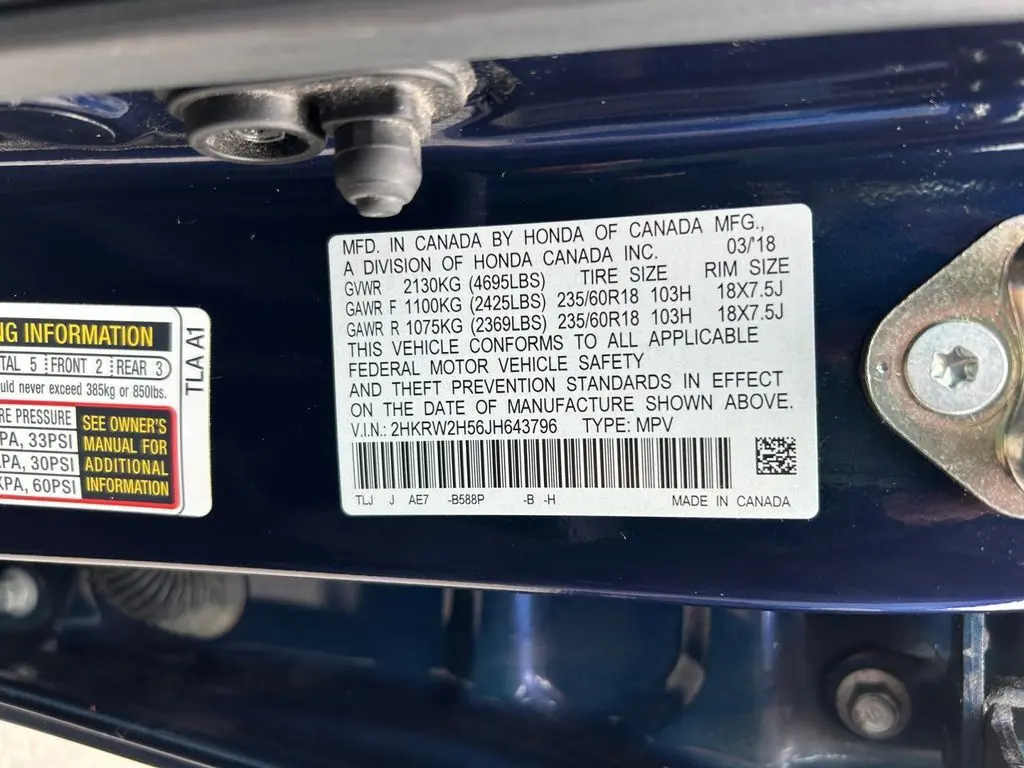 MFD. IN CANADA BY HONDA OF CANADA MFG.,
A DIVISION OF HONDA CANADA INC. 03/'18
GVWR 2130KG (4695LBS) TIRE SIZE RIM SIZE
GAWR F 1100KG (2425LBS) 235/60R18 103H 18X7.5J
GAWR R 1075KG (2369LBS) 235/60R18 103H 18X7.5J
THIS VEHICLE CONFORMS TO ALL APPLICABLE
FEDERAL MOTOR VEHICLE SAFETY
AND THEFT PREVENTION STANDARDS IN EFFECT
ON THE DATE OF MANUFACTURE SHOWN ABOVE.
V.I.N.: 2HKRW2H56JH643796 TYPE: MPV
TLJ J AE7 -B588P -B -H MADE IN CANADA
NG INFORMATION
TAL 5 FRONT 2 REAR 3
uld never exceed 385kg or 850lbs.
RE PRESSURE
PA, 33PSI
PA, 30PSI
KPA, 60PSI
SEE OWNER'S
MANUAL FOR
ADDITIONAL
INFORMATION
TLA A1